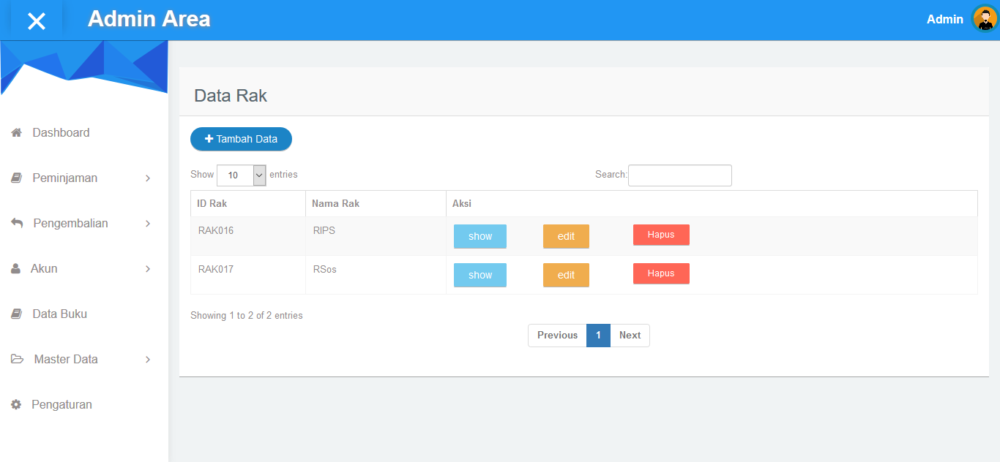 Admin Area
Admin
Dashboard
Peminjaman
Pengembalian
Akun
Data Buku
Master Data
Pengaturan
Data Rak
Tambah Data
Show 10 entries
Search:
ID Rak Nama Rak Aksi
RAK016 RIPS show edit Hapus
RAK017 RSos show edit Hapus
Showing 1 to 2 of 2 entries
Previous 1 Next